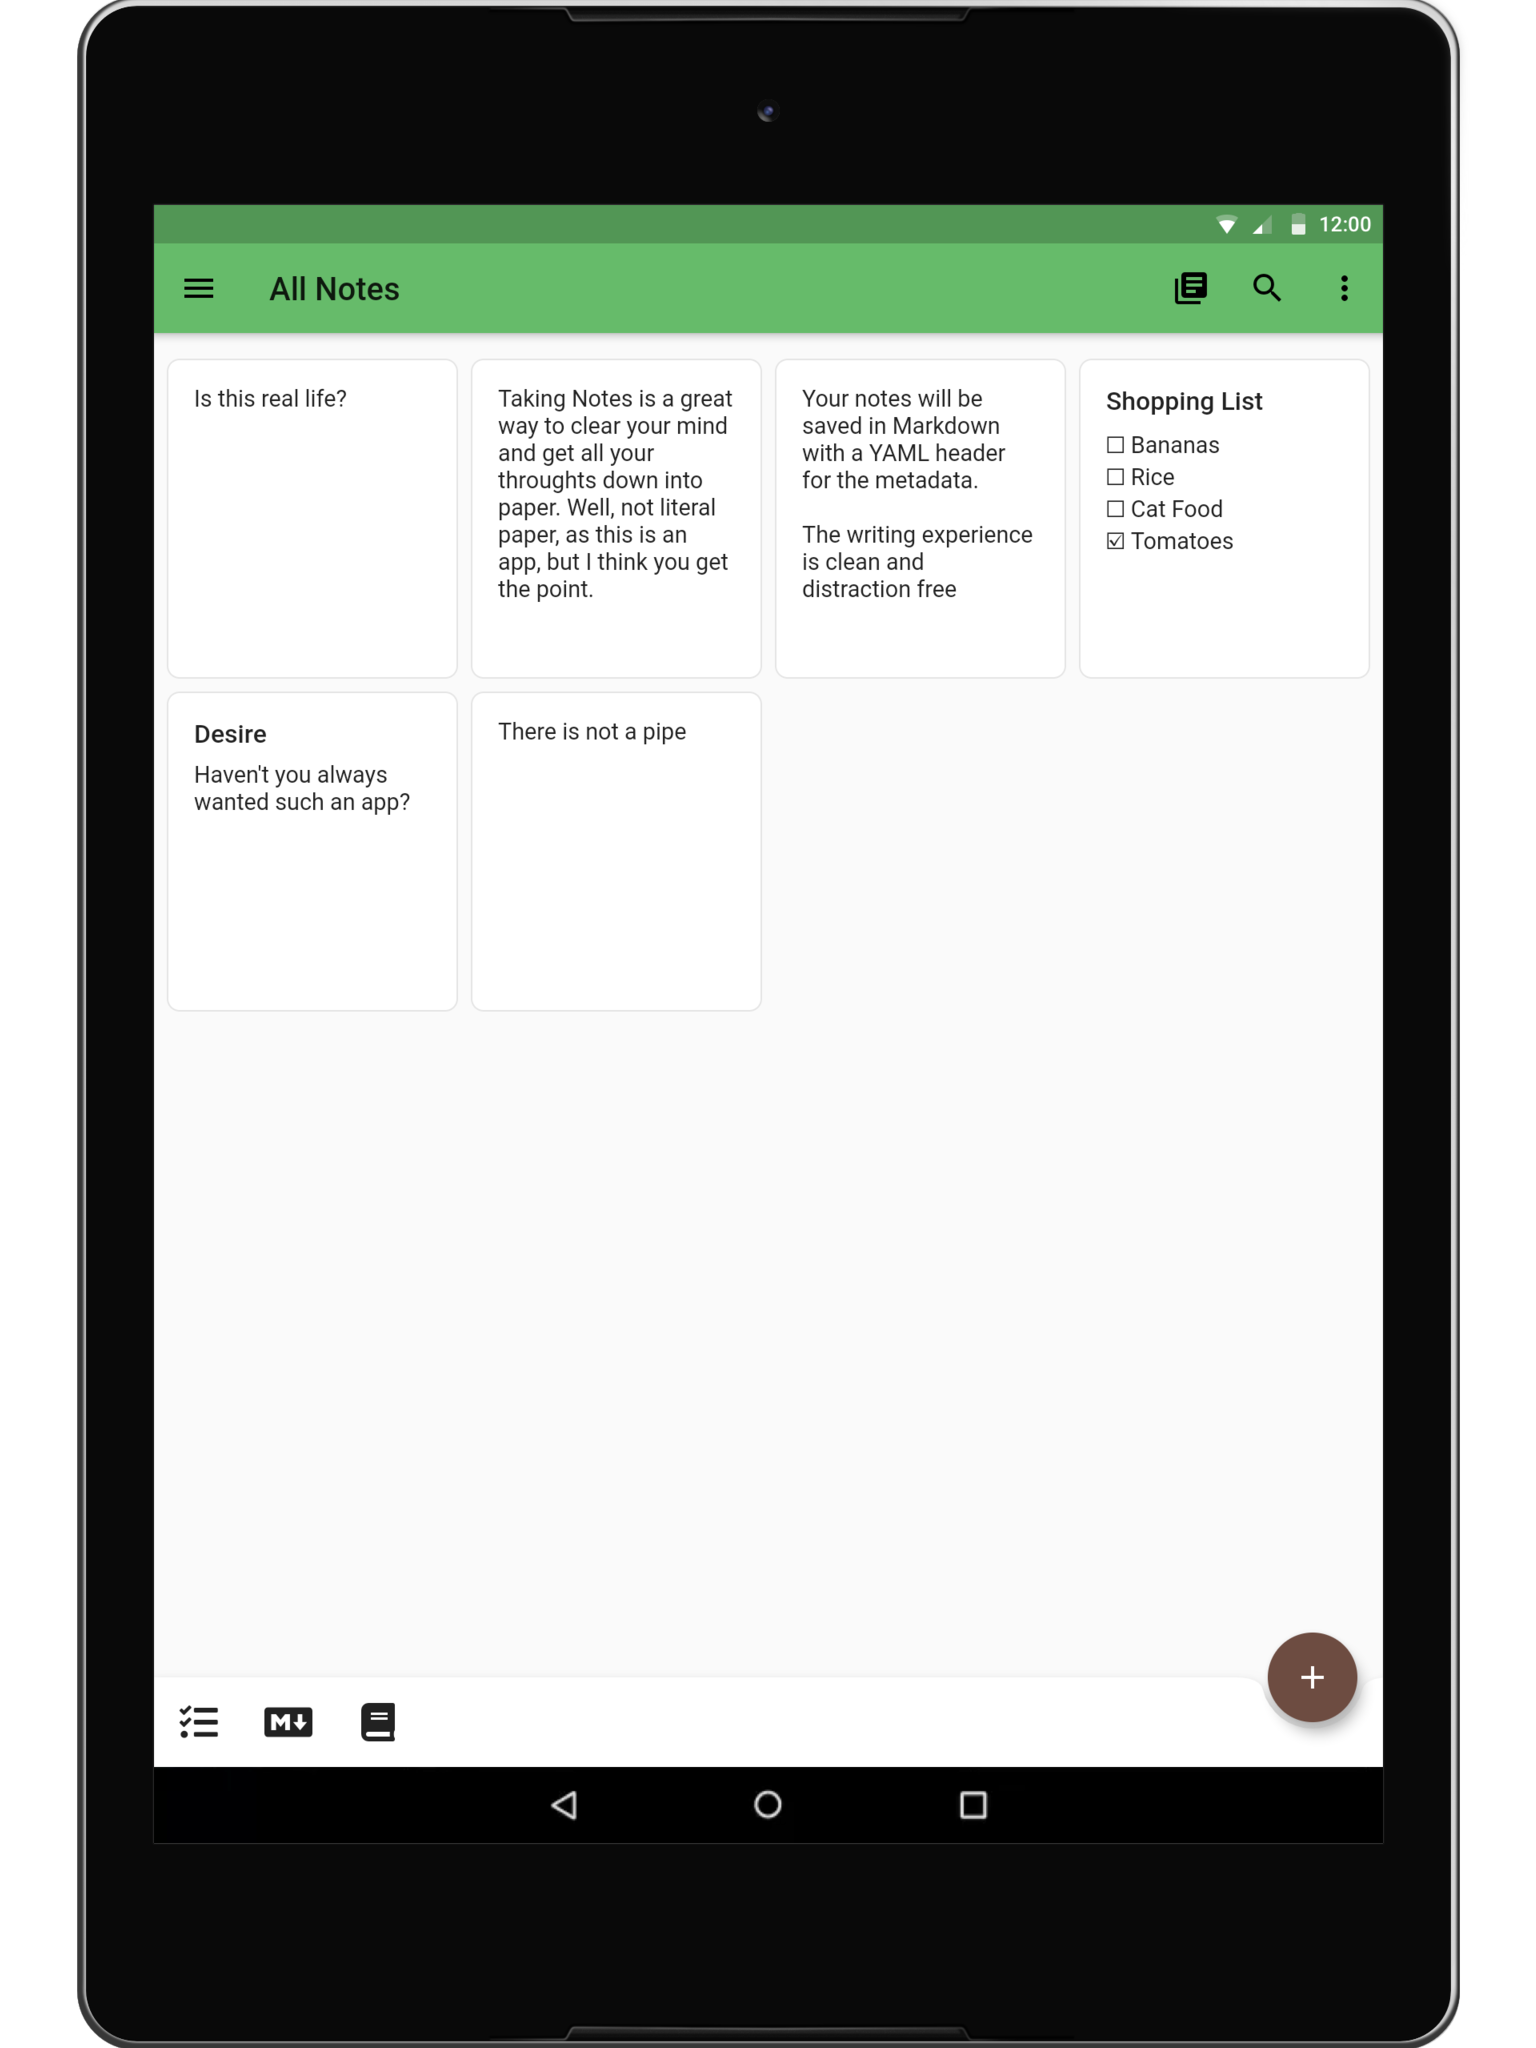 12:00
All Notes
Is this real life?
Taking Notes is a great
way to clear your mind
and get all your
throughts down into
paper. Well, not literal
paper, as this is an
app, but I think you get
the point.
Your notes will be
saved in Markdown
with a YAML header
for the metadata.
The writing experience
is clean and
distraction free
Shopping List
☐ Bananas
☐ Rice
☐ Cat Food
☑ Tomatoes
Desire
Haven't you always
wanted such an app?
There is not a pipe
M